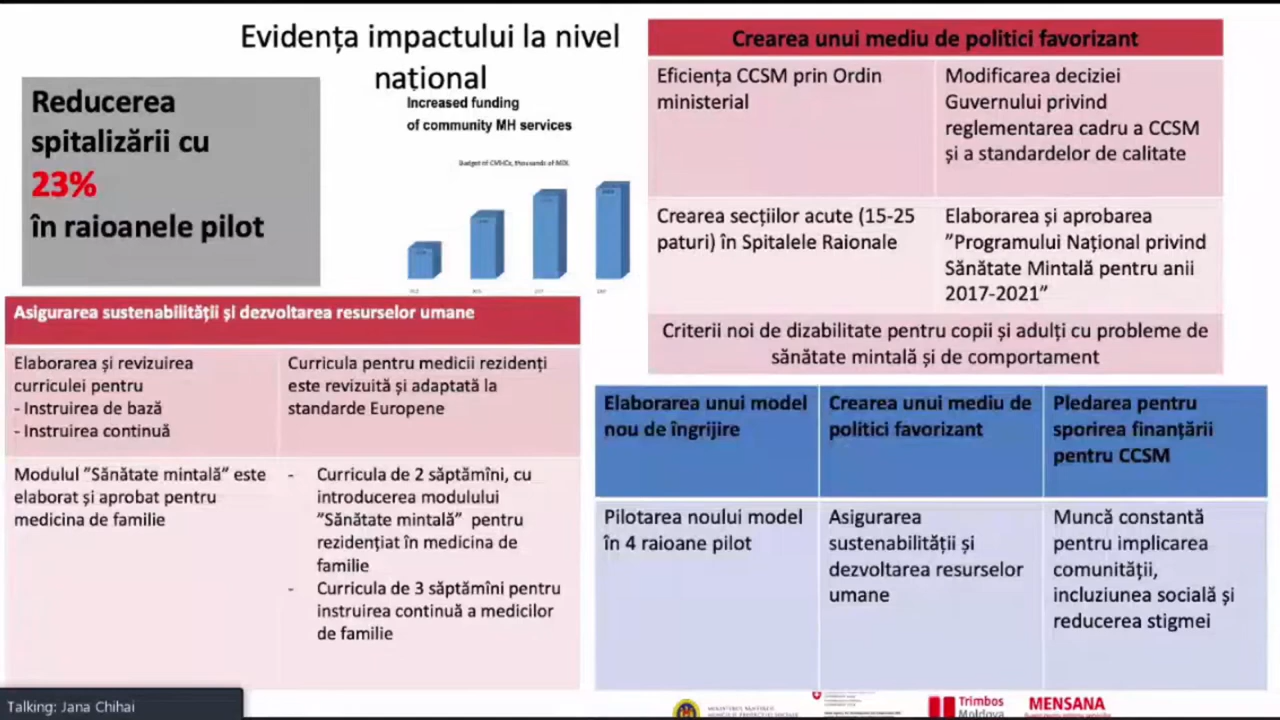 Evidența impactului la nivel
național
Reducerea
spitalizării cu
23%
în raioanele pilot
Increased funding
of community MH services
Budget of CMHCs, thousands of MDL
Crearea unui mediu de politici favorizant
Eficiența CCSM prin Ordin
ministerial
Modificarea deciziei
Guvernului privind
reglementarea cadru a CCSM
și a standardelor de calitate
Crearea secțiilor acute (15-25
paturi) în Spitalele Raionale
Elaborarea și aprobarea
”Programului Național privind
Sănătate Mintală pentru anii
2017-2021”
Criterii noi de dizabilitate pentru copii și adulți cu probleme de
sănătate mintală și de comportament
Asigurarea sustenabilității și dezvoltarea resurselor umane
Elaborarea și revizuirea
curriculei pentru
- Instruirea de bază
- Instruirea continuă
Curricula pentru medicii rezidenți
este revizuită și adaptată la
standarde Europene
Modulul ”Sănătate mintală” este
elaborat și aprobat pentru
medicina de familie
- Curricula de 2 săptămîni, cu
introducerea modulului
”Sănătate mintală” pentru
rezidențiat în medicina de
familie
- Curricula de 3 săptămîni pentru
instruirea continuă a medicilor
de familie
Elaborarea unui model
nou de îngrijire
Crearea unui mediu de
politici favorizant
Pledarea pentru
sporirea finanțării
pentru CCSM
Pilotarea noului model
în 4 raioane pilot
Asigurarea
sustenabilității și
dezvoltarea resurselor
umane
Muncă constantă
pentru implicarea
comunității,
incluziunea socială și
reducerea stigmei
Talking: Jana Chihai
Trimbos
Moldova
MENSANA